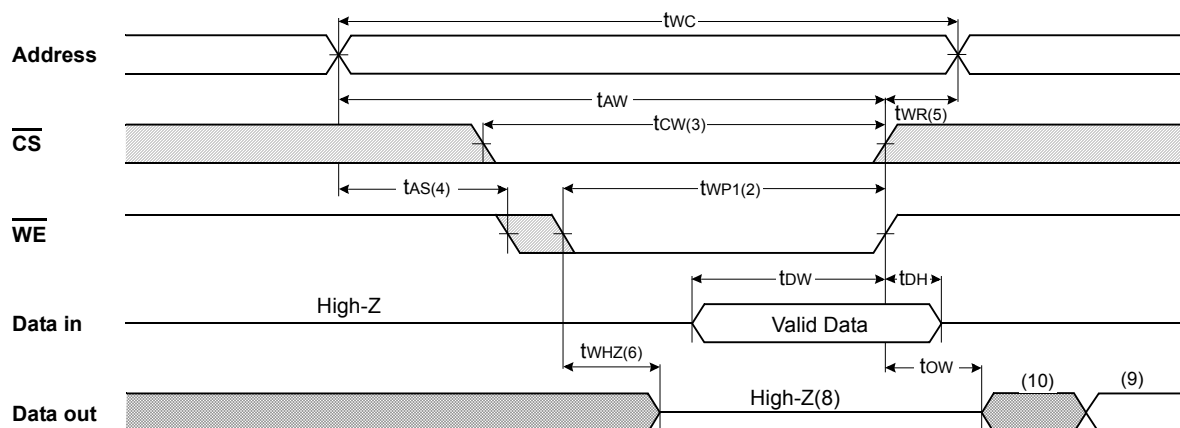 tWC
Address
tAW
tWR(5)
tCW(3)
CS
tAS(4)
tWP1(2)
WE
tDW
tDH
High-Z
Data in
Valid Data
tWHZ(6)
tOW
(10)
(9)
High-Z(8)
Data out